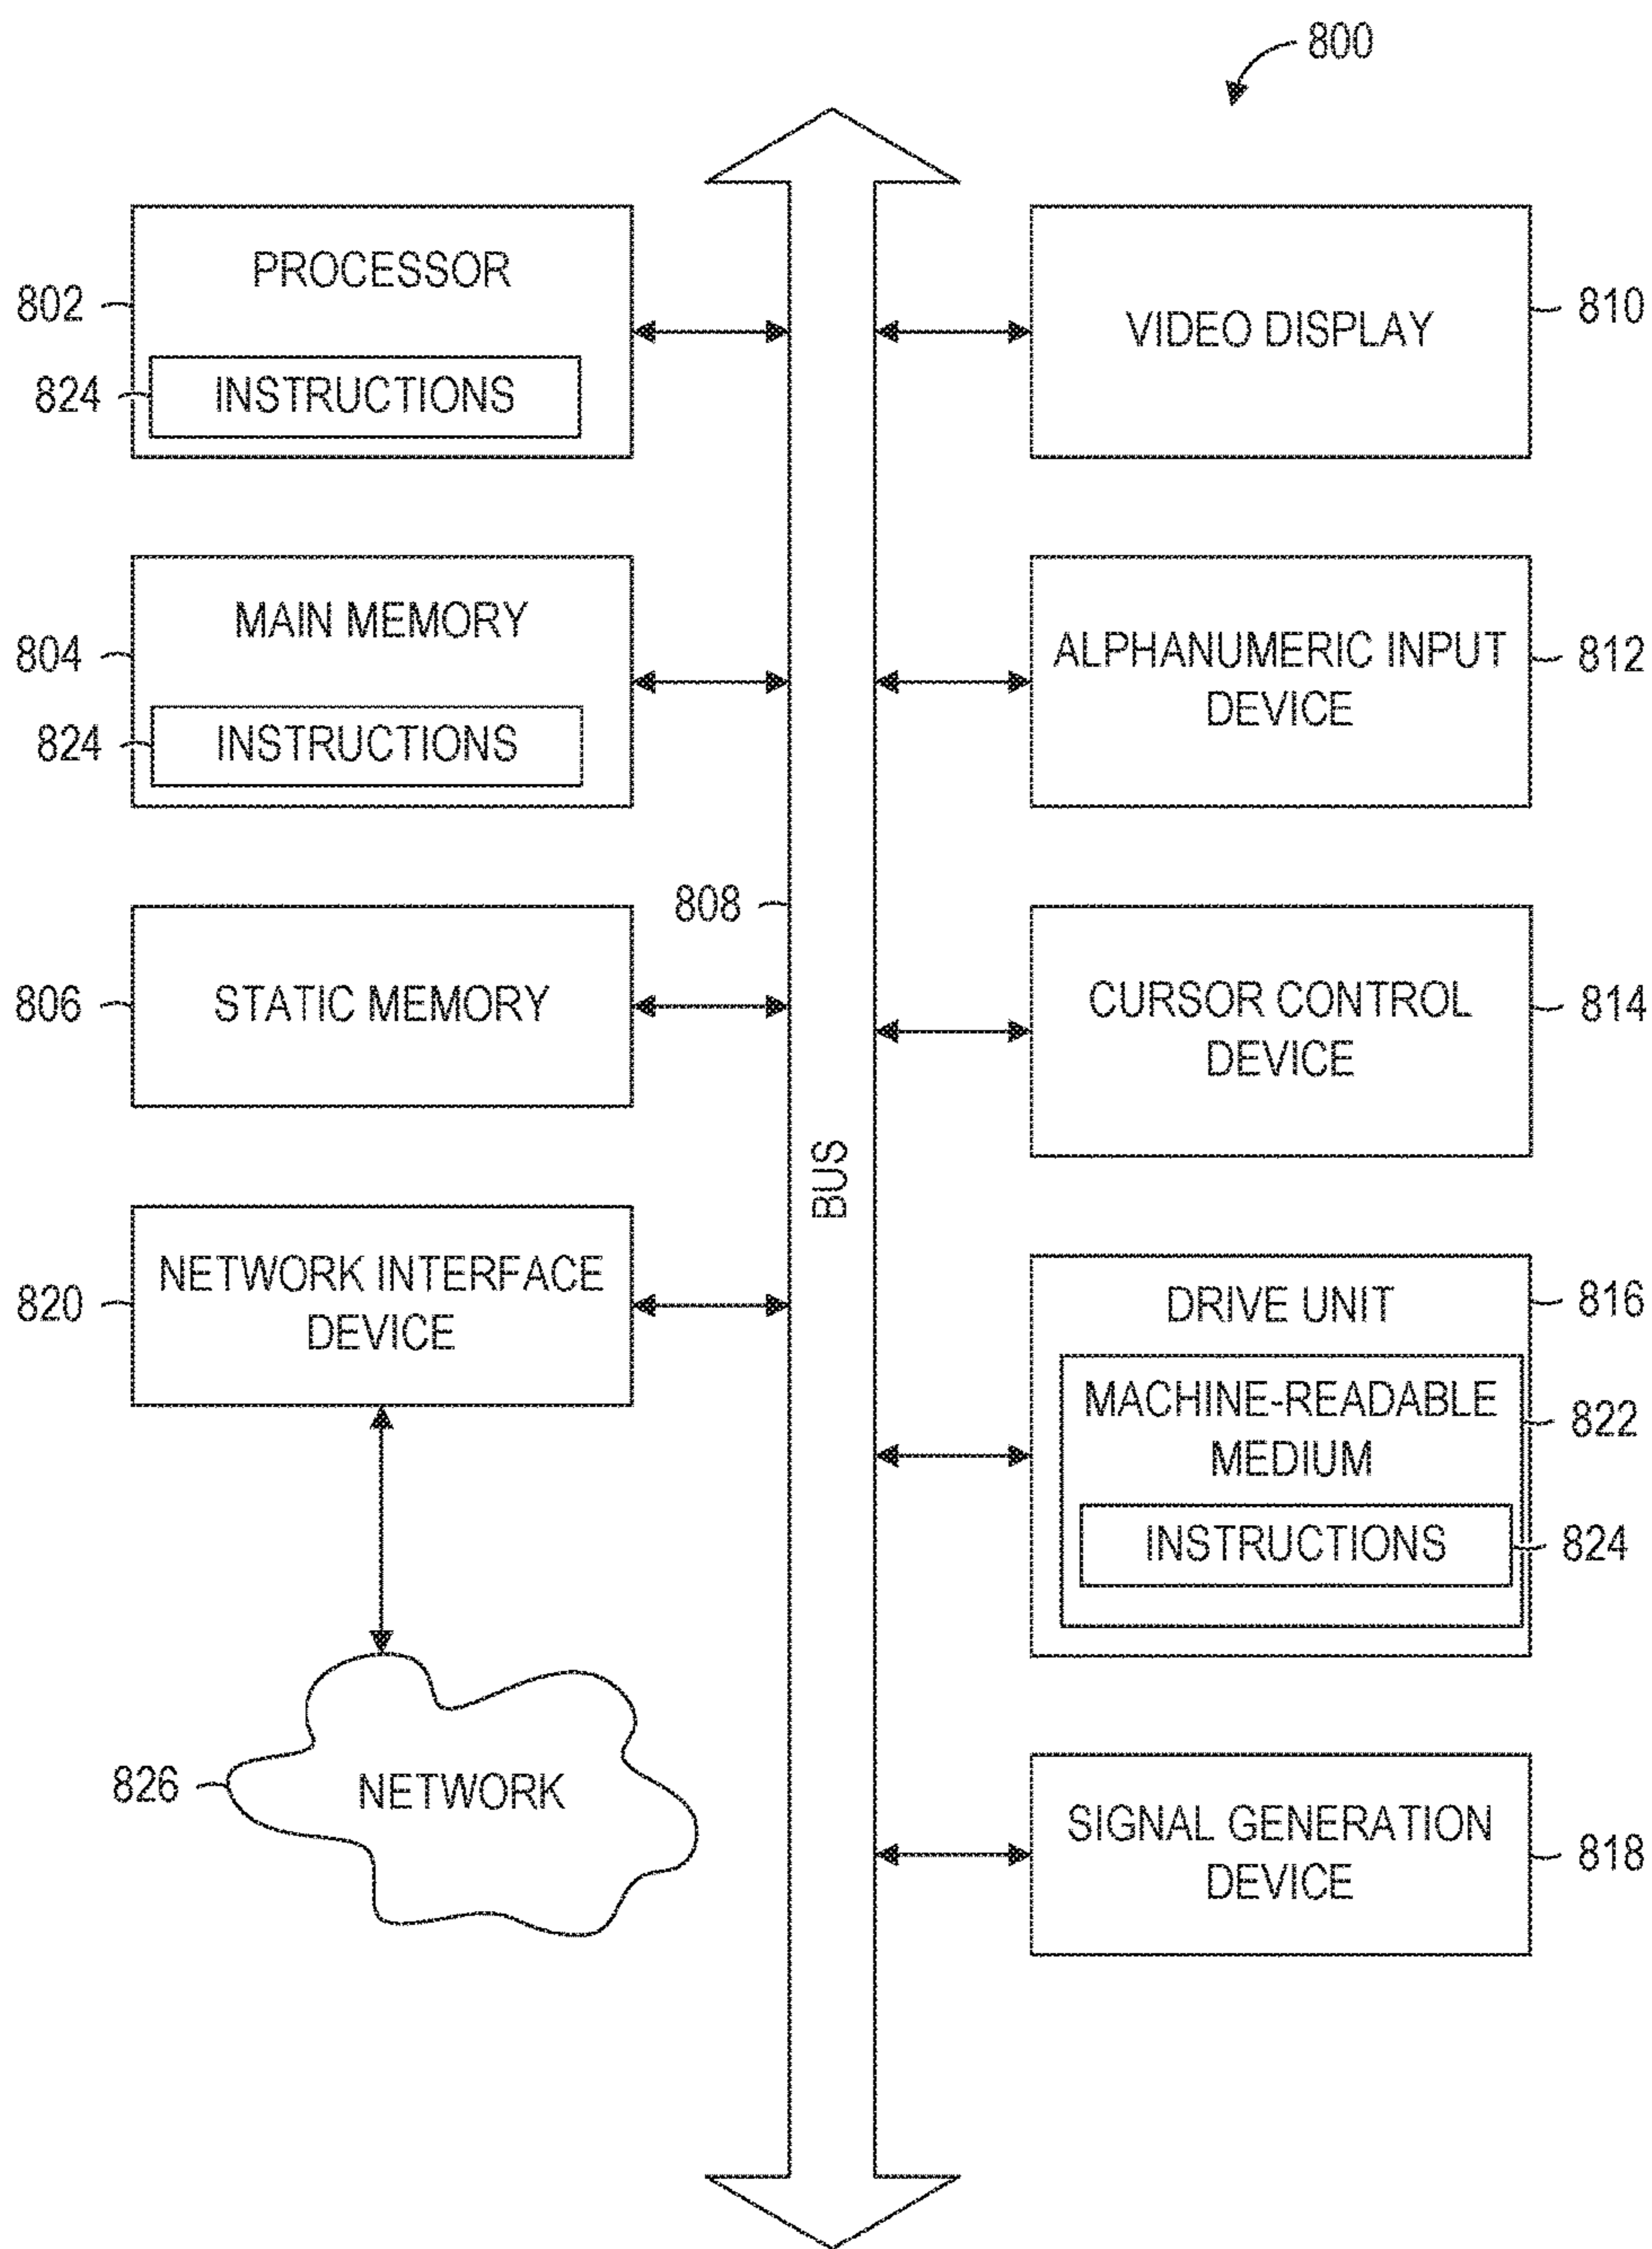 800
PROCESSOR
802
824
INSTRUCTIONS
MAIN MEMORY
804
824
INSTRUCTIONS
808
806
STATIC MEMORY
BUS
NETWORK INTERFACE
DEVICE
820
826
NETWORK
VIDEO DISPLAY
810
ALPHANUMERIC INPUT
DEVICE
812
CURSOR CONTROL
DEVICE
814
DRIVE UNIT
816
MACHINE-READABLE
MEDIUM
822
INSTRUCTIONS
824
SIGNAL GENERATION
DEVICE
818